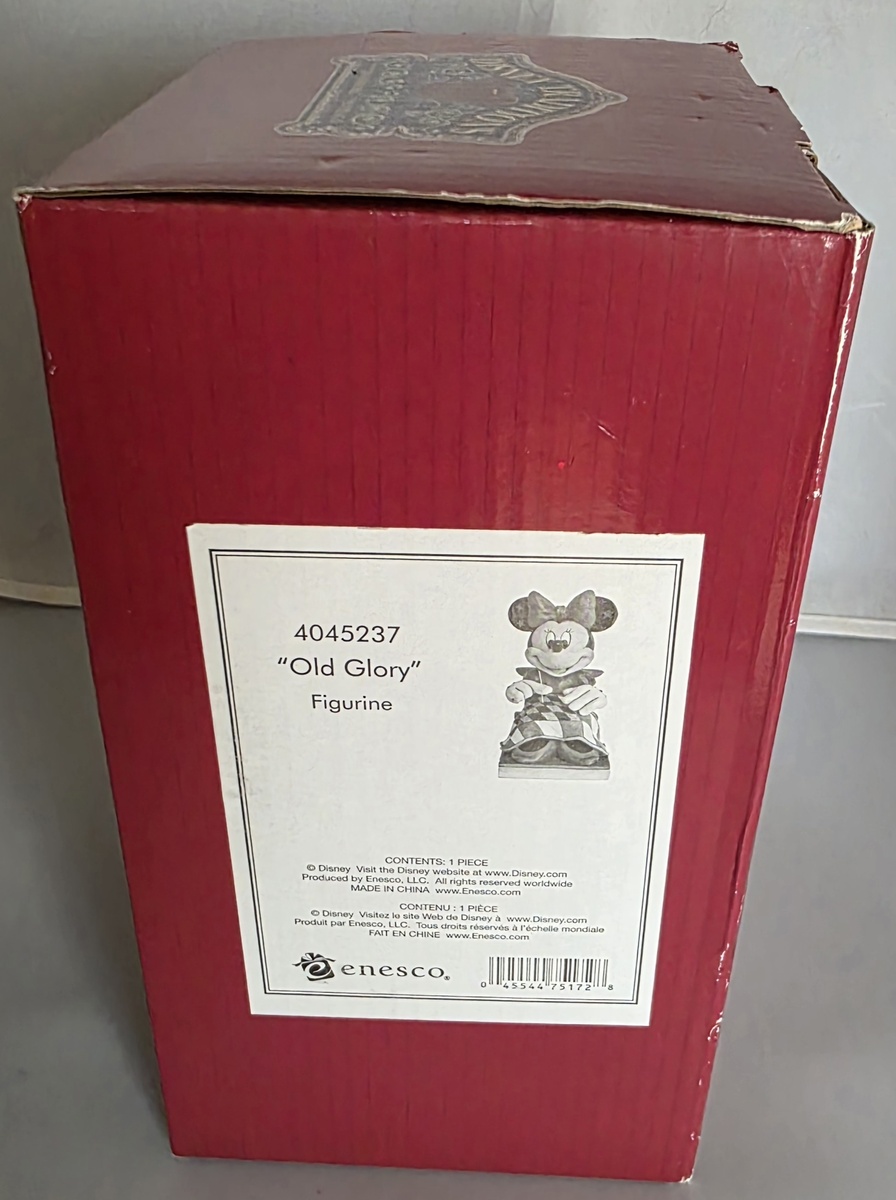 DISNEY TRADITIONS
4045237
“Old Glory”
Figurine
CONTENTS: 1 PIECE
© Disney Visit the Disney website at www.Disney.com
Produced by Enesco, LLC. All rights reserved worldwide
MADE IN CHINA www.Enesco.com
CONTENU : 1 PIÈCE
© Disney Visitez le site Web de Disney à www.Disney.com
Produit par Enesco, LLC. Tous droits réservés à l'échelle mondiale
FAIT EN CHINE www.Enesco.com
enesco®
0 45544 75172 8